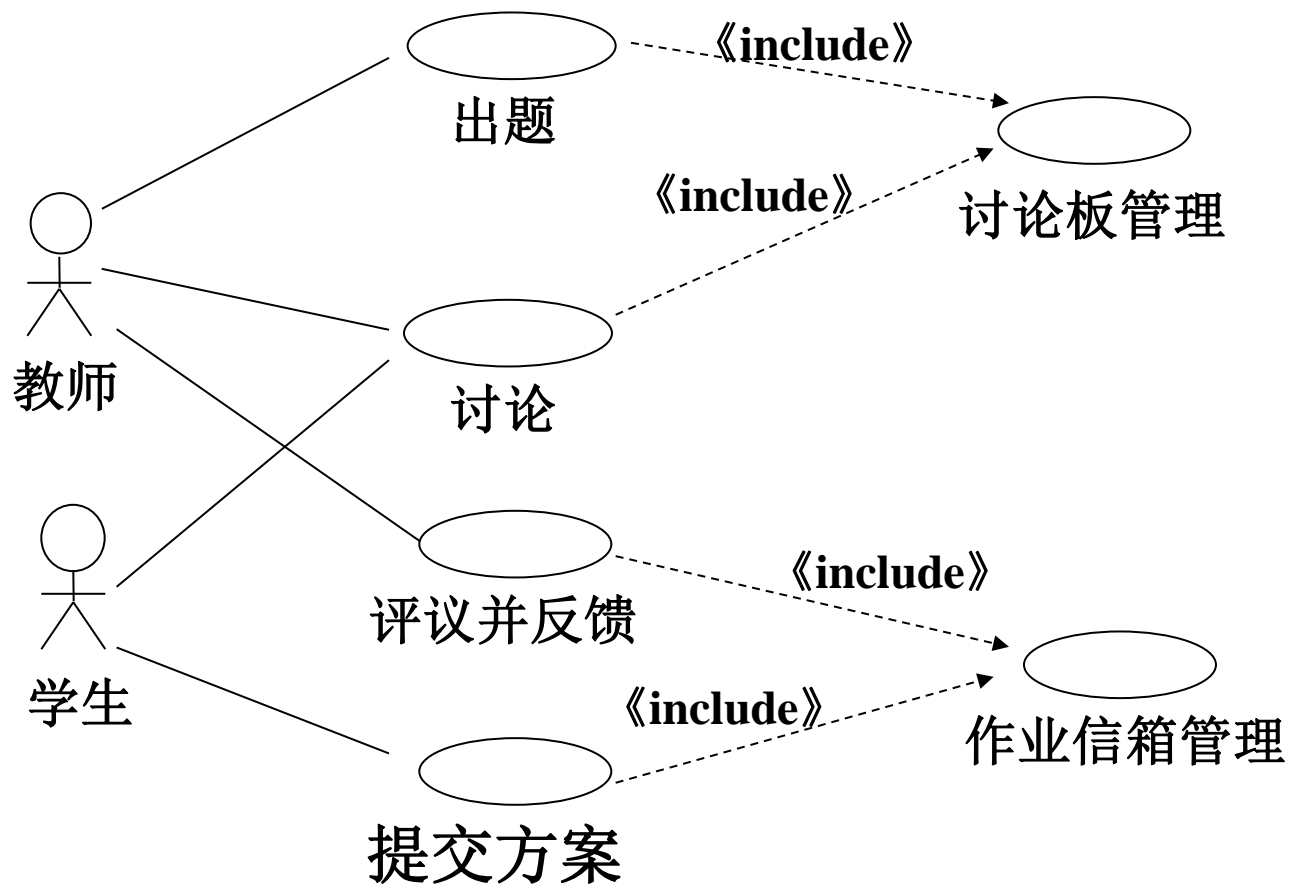 《include》
出题
《include》
讨论板管理
教师
讨论
《include》
评议并反馈
学生
《include》
作业信箱管理
提交方案